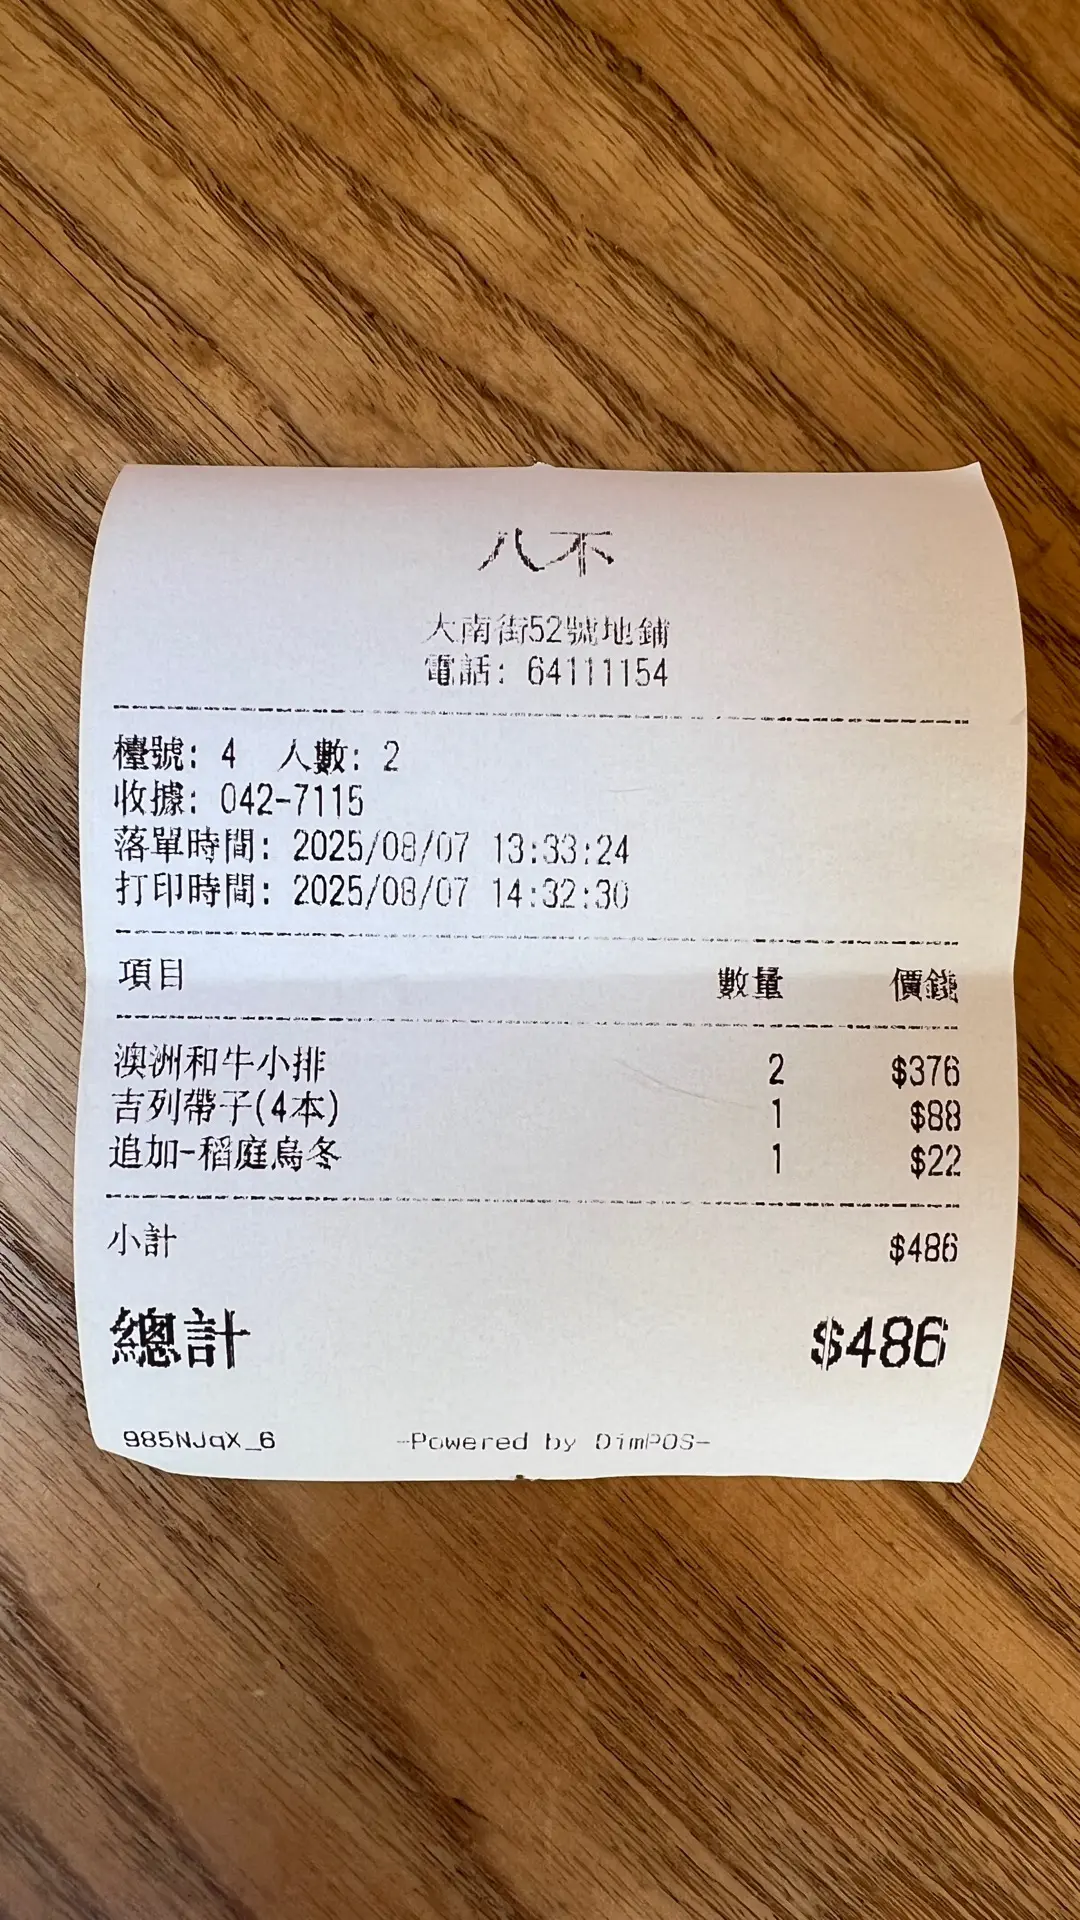 八不
大南街52號地鋪
電話: 64111154
檯號: 4 人數: 2
收據: 042-7115
落單時間: 2025/08/07 13:33:24
打印時間: 2025/08/07 14:32:30
項目 數量 價錢
澳洲和牛小排 2 $376
吉列帶子(4本) 1 $88
追加-稻庭烏冬 1 $22
小計 $486
總計 $486
985NJqX_6 -Powered by DimPOS-